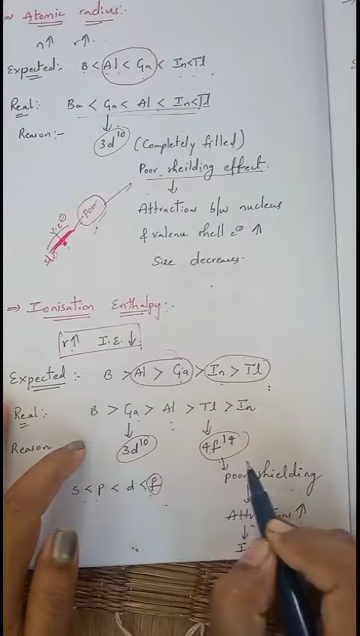 ⇒ Atomic radius:
n↑ r↑.
Expected: B < Al < Ga < In < Tl
Real: Ba < Ga < Al < In < Tl
Reason:- 3d¹⁰ (Completely filled)
Poor sheilding effect.
↓
Poor
Attraction b/w nucleus
& valence shell e⊖ ↑
Size decreases.
⇒ Ionisation Enthalpy:-
r↑ I.E.↓
Expected:- B > Al > Ga > In > Tl
Real: B > Ga > Al > Tl > In
Reason 3d¹⁰ 4f¹⁴
s < p < d < f
poor shielding
↑